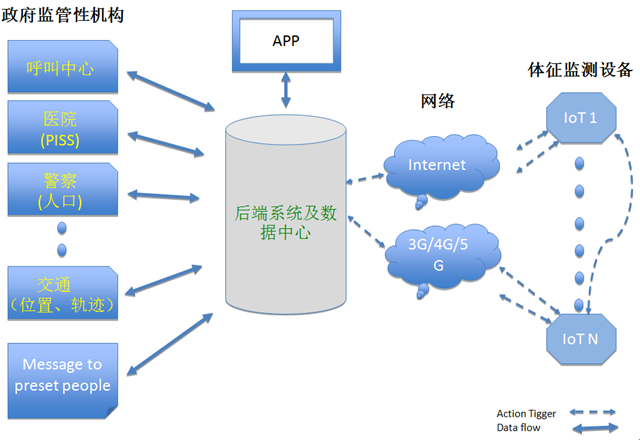 政府监管性机构
APP
呼叫中心
医院
(PISS)
警察
(人口)
交通
（位置、轨迹）
Message to
preset people
后端系统及数
据中心
网络
Internet
3G/4G/5
G
体征监测设备
IoT 1
IoT N
Action Tigger
Data flow